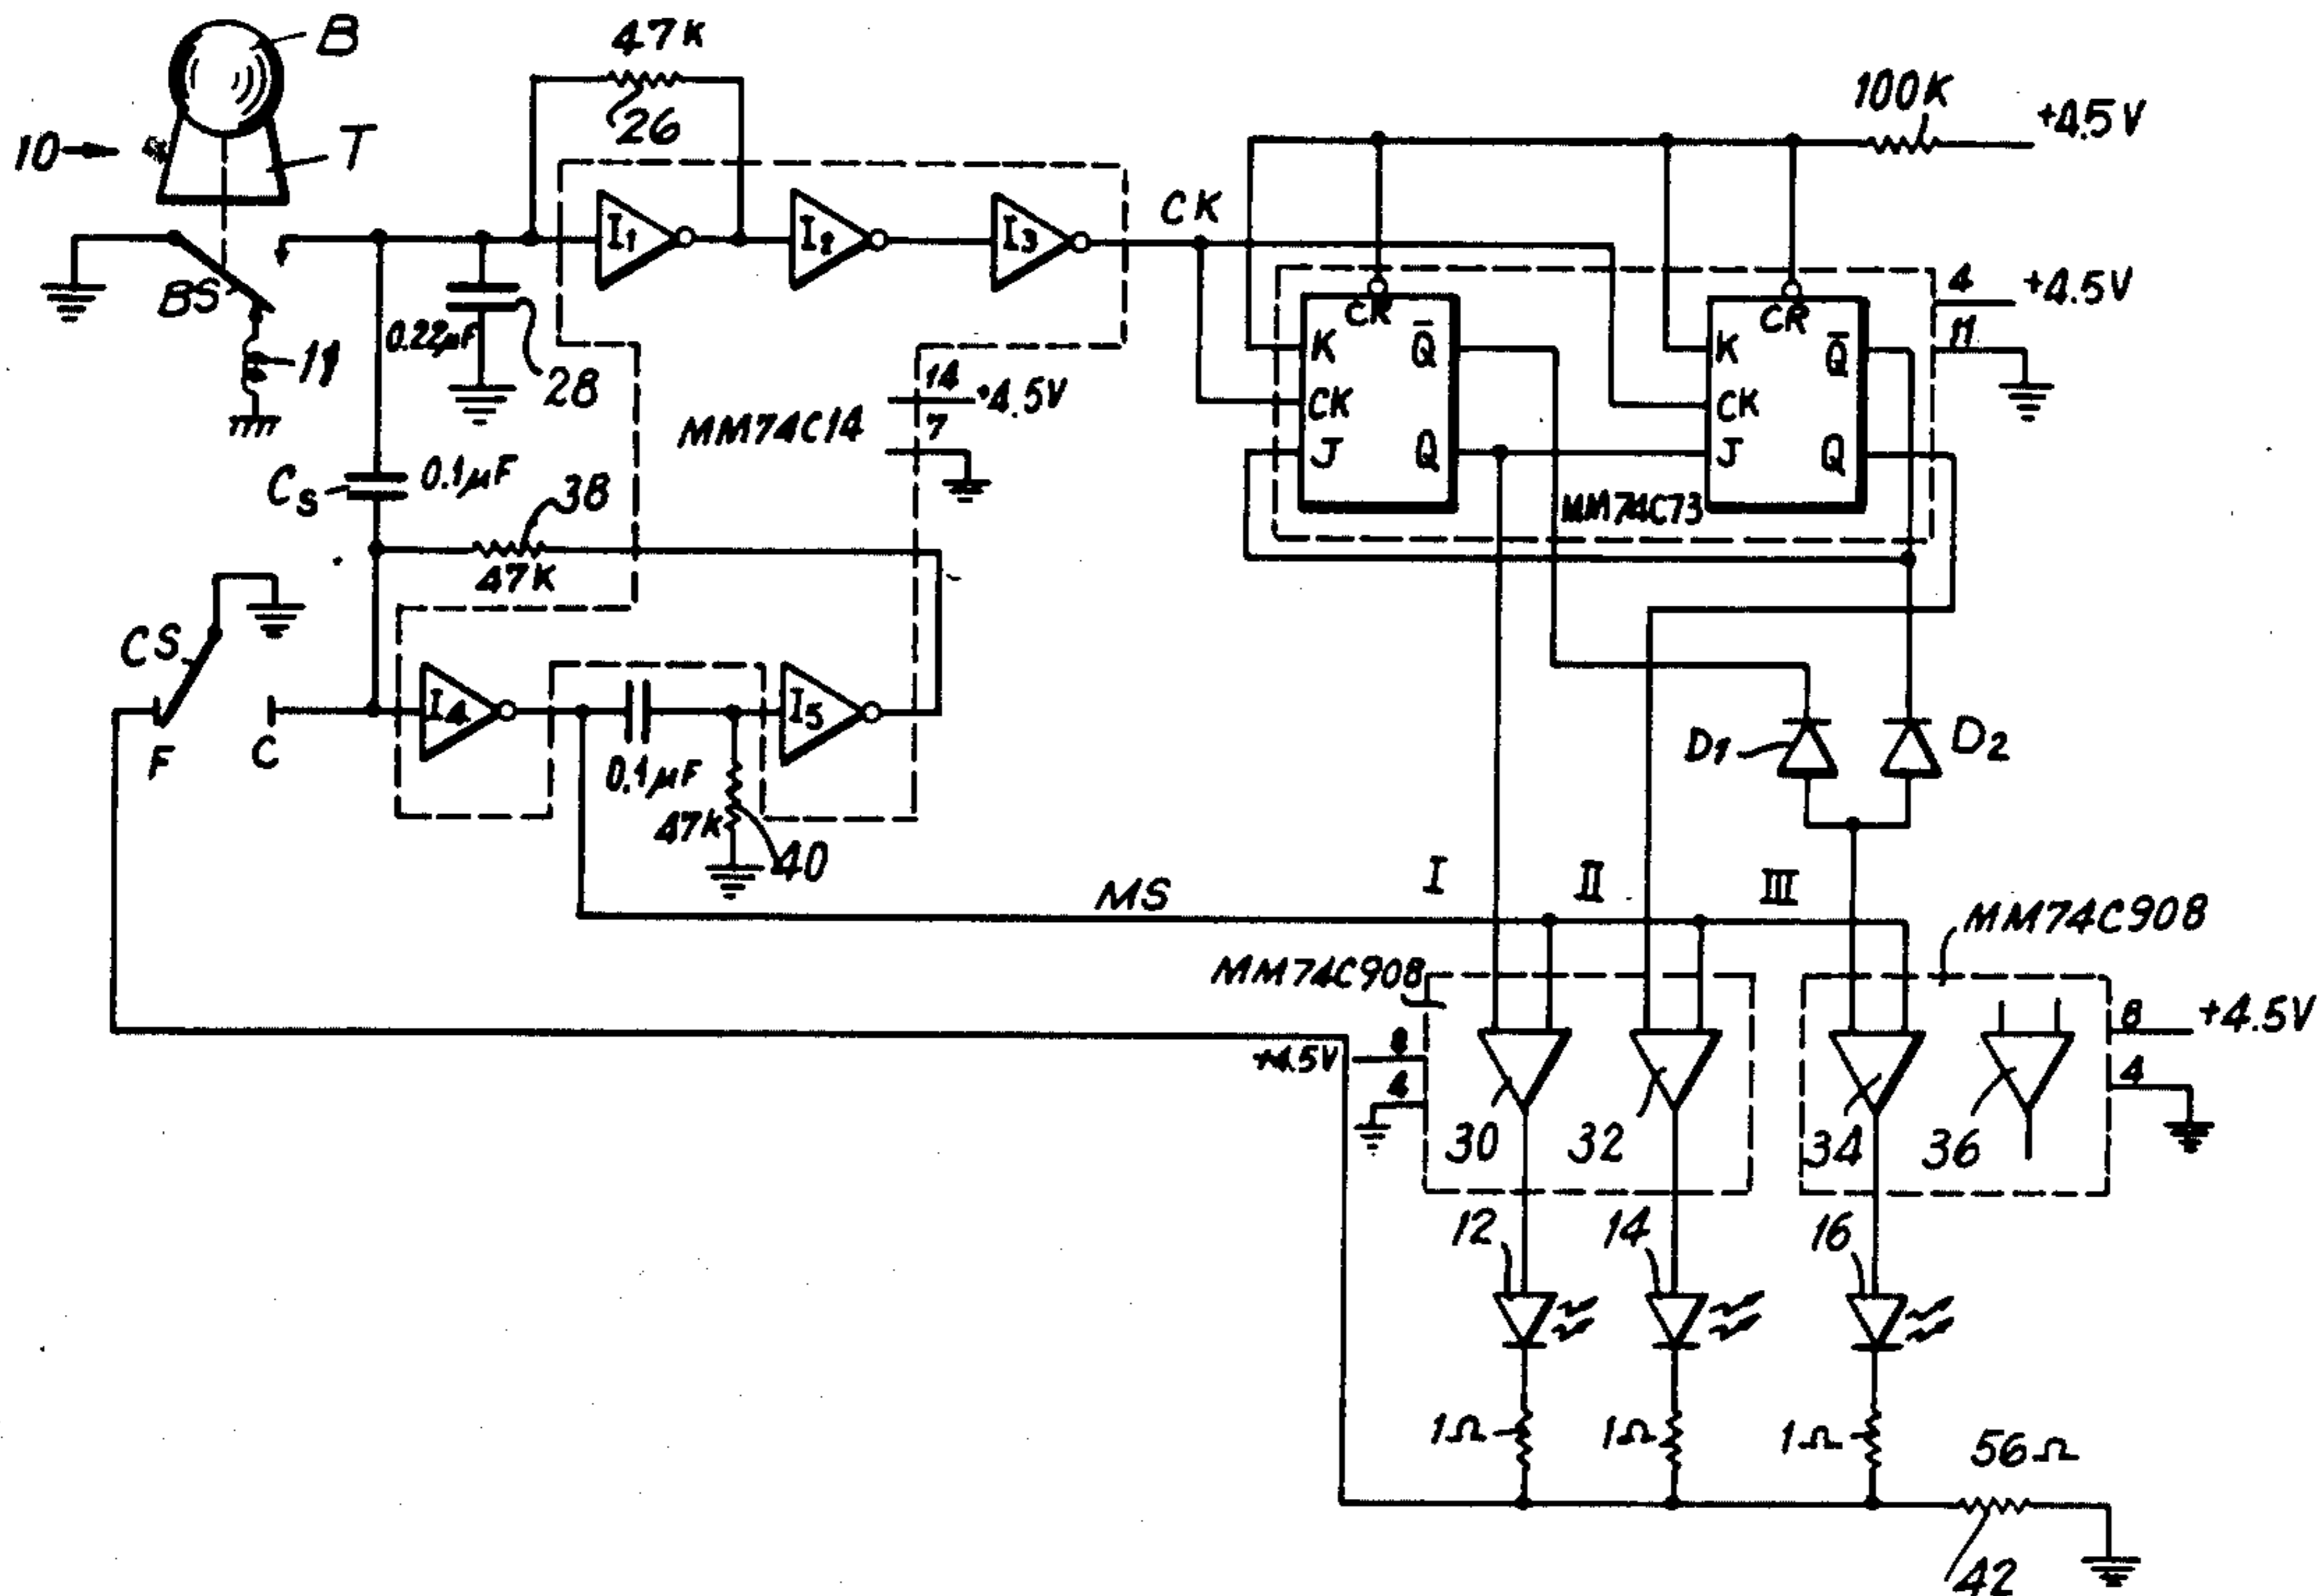 B
47K
26
100K
+4.5V
10
T
I1
I2
I3
CK
BS
11
0.22µF
28
CR
CR
4
+4.5V
11
K
Q̅
K
Q̅
CK
CK
J
Q
J
Q
MM74C14
14
+4.5V
7
MM74C73
Cs
0.1µF
38
47K
CS
F
C
I4
I5
0.1µF
47K
40
D1
D2
MS
I
II
III
MM74C908
MM74C908
8
+4.5V
4
+4.5V
4
30
32
34
36
12
14
16
1Ω
1Ω
1Ω
56Ω
42